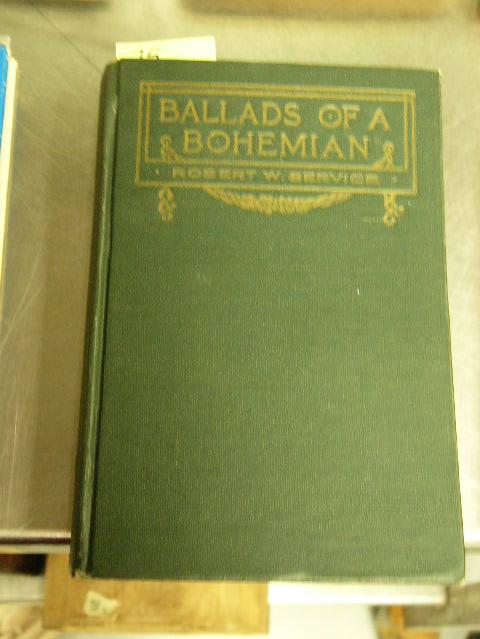 BALLADS OF A
BOHEMIAN
ROBERT W. SERVICE